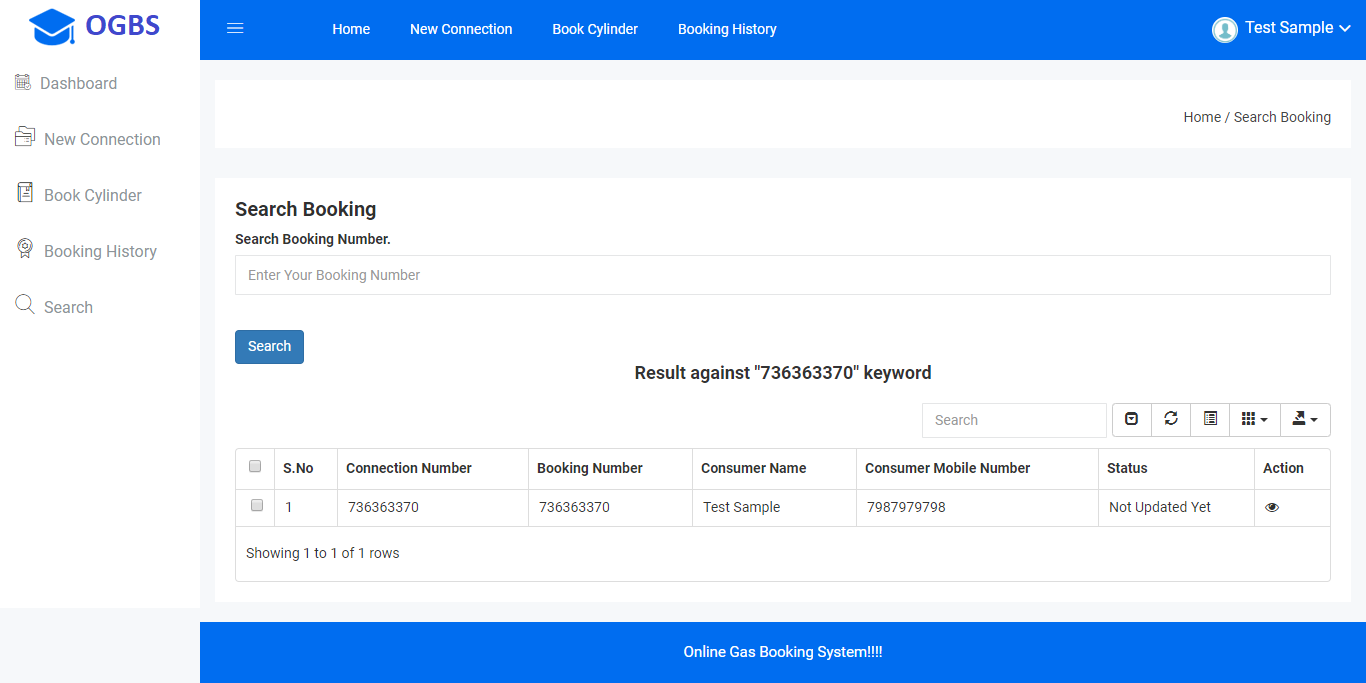 OGBS
Home New Connection Book Cylinder Booking History Test Sample
Dashboard
New Connection
Book Cylinder
Booking History
Search
Home / Search Booking
Search Booking
Search Booking Number.
Enter Your Booking Number
Search
Result against "736363370" keyword
Search
S.No Connection Number Booking Number Consumer Name Consumer Mobile Number Status Action
1 736363370 736363370 Test Sample 7987979798 Not Updated Yet
Showing 1 to 1 of 1 rows
Online Gas Booking System!!!!